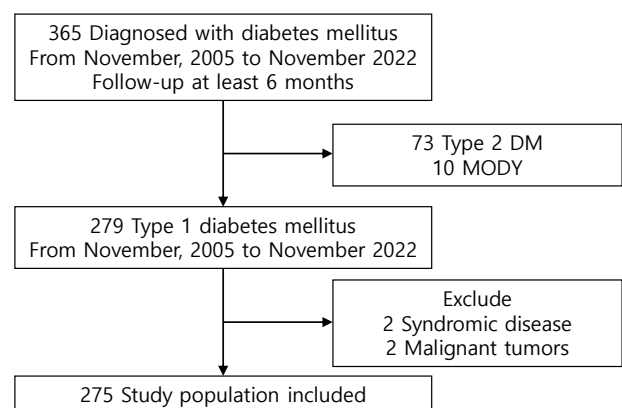 365 Diagnosed with diabetes mellitus
From November, 2005 to November 2022
Follow-up at least 6 months
73 Type 2 DM
10 MODY
279 Type 1 diabetes mellitus
From November, 2005 to November 2022
Exclude
2 Syndromic disease
2 Malignant tumors
275 Study population included